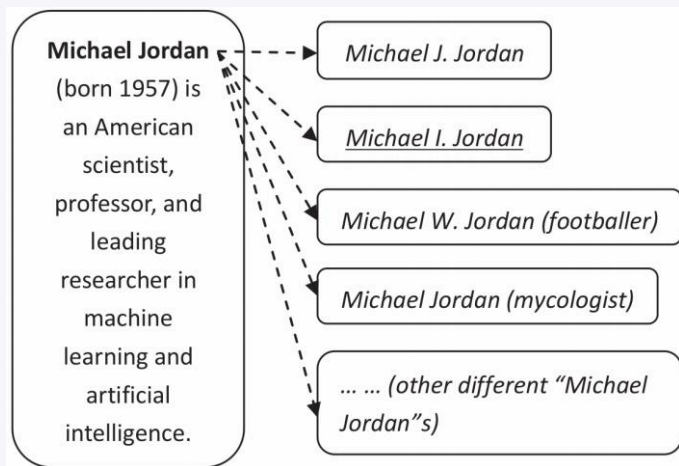 Michael Jordan
(born 1957) is
an American
scientist,
professor, and
leading
researcher in
machine
learning and
artificial
intelligence.
Michael J. Jordan
Michael I. Jordan
Michael W. Jordan (footballer)
Michael Jordan (mycologist)
... ... (other different “Michael
Jordan”s)